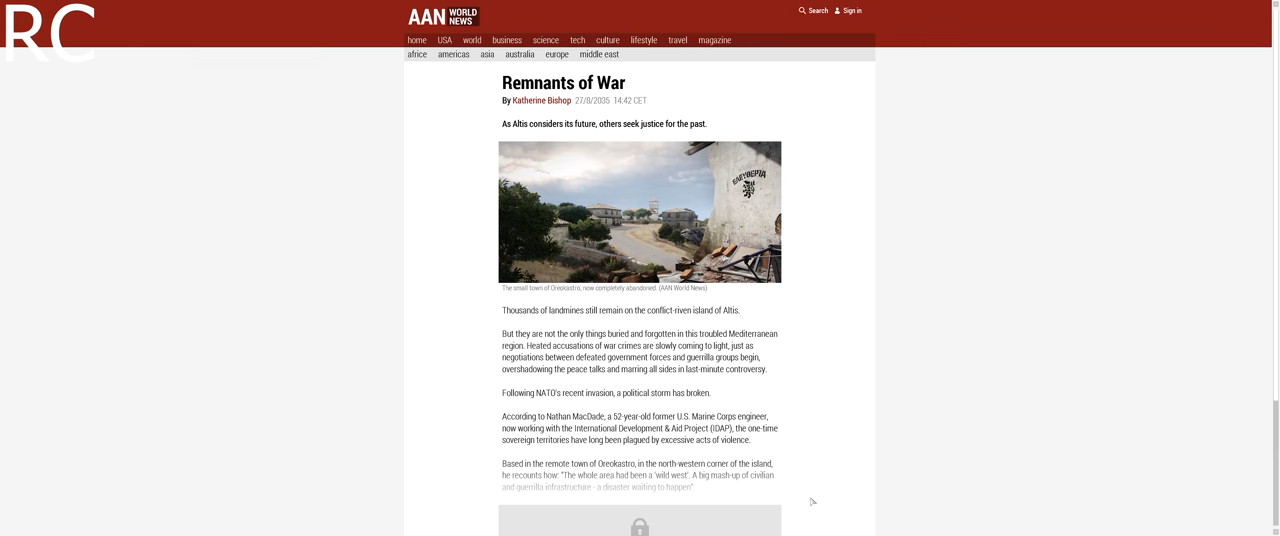 RC
AAN WORLD NEWS
Search Sign in
home USA world business science tech culture lifestyle travel magazine
africe americas asia australia europe middle east
Remnants of War
By Katherine Bishop 27/8/2035 14:42 CET
As Altis considers its future, others seek justice for the past.
ΕΛΕΥΘΕΡΙΑ
The small town of Oreokastro, now completely abandoned. (AAN World News)
Thousands of landmines still remain on the conflict-riven island of Altis.
But they are not the only things buried and forgotten in this troubled Mediterranean
region. Heated accusations of war crimes are slowly coming to light, just as
negotiations between defeated government forces and guerrilla groups begin,
overshadowing the peace talks and marring all sides in last-minute controversy.
Following NATO's recent invasion, a political storm has broken.
According to Nathan MacDade, a 52-year-old former U.S. Marine Corps engineer,
now working with the International Development & Aid Project (IDAP), the one-time
sovereign territories have long been plagued by excessive acts of violence.
Based in the remote town of Oreokastro, in the north-western corner of the island,
he recounts how: "The whole area had been a 'wild west'. A big mash-up of civilian
and guerrilla infrastructure - a disaster waiting to happen".